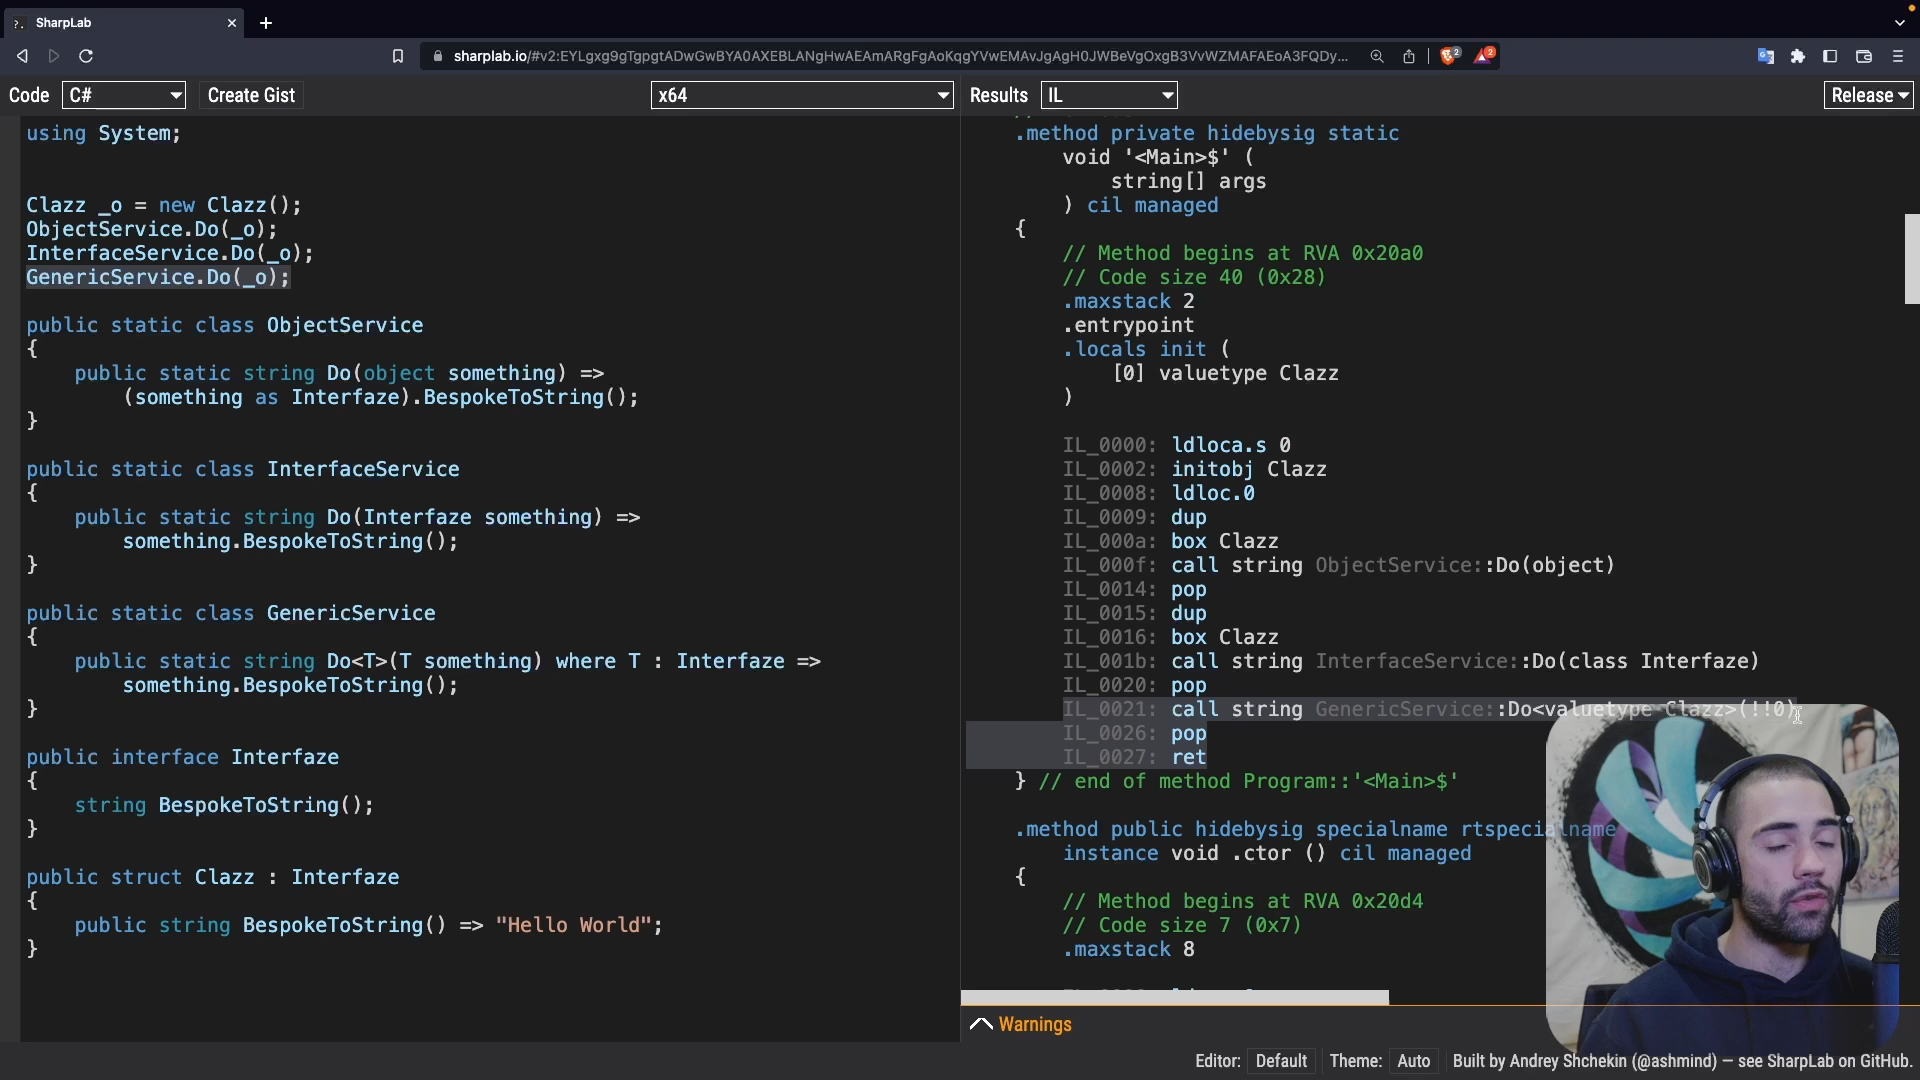 SharpLab
sharplab.io/#v2:EYLgxg9gTgpgtADwGwBYA0AXEBLANgHwAEAmARgFgAoKqgYVwEMAvJgAgH0JWBeVgOxgB3VvWZMAFAEoA3FQDy...
2
2
Code
C#
Create Gist
x64
Results
IL
Release
using System;
Clazz _o = new Clazz();
ObjectService.Do(_o);
InterfaceService.Do(_o);
GenericService.Do(_o);
public static class ObjectService
{
public static string Do(object something) =>
(something as Interfaze).BespokeToString();
}
public static class InterfaceService
{
public static string Do(Interfaze something) =>
something.BespokeToString();
}
public static class GenericService
{
public static string Do<T>(T something) where T : Interfaze =>
something.BespokeToString();
}
public interface Interfaze
{
string BespokeToString();
}
public struct Clazz : Interfaze
{
public string BespokeToString() => "Hello World";
}
.method private hidebysig static
void '<Main>$' (
string[] args
) cil managed
{
// Method begins at RVA 0x20a0
// Code size 40 (0x28)
.maxstack 2
.entrypoint
.locals init (
[0] valuetype Clazz
)
IL_0000: ldloca.s 0
IL_0002: initobj Clazz
IL_0008: ldloc.0
IL_0009: dup
IL_000a: box Clazz
IL_000f: call string ObjectService::Do(object)
IL_0014: pop
IL_0015: dup
IL_0016: box Clazz
IL_001b: call string InterfaceService::Do(class Interfaze)
IL_0020: pop
IL_0021: call string GenericService::Do<valuetype Clazz>(!!0)
IL_0026: pop
IL_0027: ret
} // end of method Program::'<Main>$'
.method public hidebysig specialname rtspecialname
instance void .ctor () cil managed
{
// Method begins at RVA 0x20d4
// Code size 7 (0x7)
.maxstack 8
Warnings
Editor: Default Theme: Auto Built by Andrey Shchekin (@ashmind) — see SharpLab on GitHub.